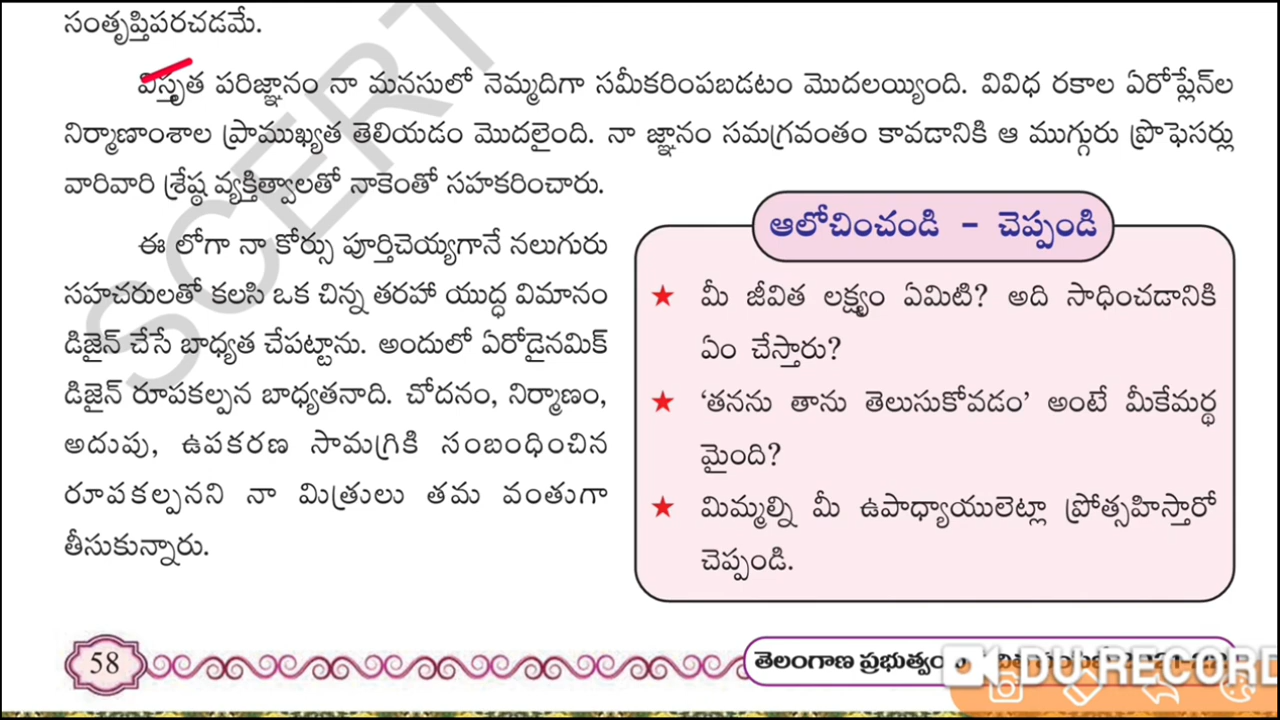 సంతృప్తిపరచడమే.
విస్తృత పరిజ్ఞానం నా మనసులో నెమ్మదిగా సమీకరింపబడటం మొదలయ్యింది. వివిధ రకాల ఏరోప్లేన్‌ల
నిర్మాణాంశాల ప్రాముఖ్యత తెలియడం మొదలైంది. నా జ్ఞానం సమగ్రవంతం కావడానికి ఆ ముగ్గురు ప్రొఫెసర్లు
వారివారి శ్రేష్ఠ వ్యక్తిత్వాలతో నాకెంతో సహకరించారు.
ఈ లోగా నా కోర్సు పూర్తిచెయ్యగానే నలుగురు
సహచరులతో కలసి ఒక చిన్న తరహా యుద్ధ విమానం
డిజైన్ చేసే బాధ్యత చేపట్టాను. అందులో ఏరోడైనమిక్
డిజైన్ రూపకల్పన బాధ్యతనాది. చోదనం, నిర్మాణం,
అదుపు, ఉపకరణ సామగ్రికి సంబంధించిన
రూపకల్పనని నా మిత్రులు తమ వంతుగా
తీసుకున్నారు.
ఆలోచించండి - చెప్పండి
★ మీ జీవిత లక్ష్యం ఏమిటి? అది సాధించడానికి
ఏం చేస్తారు?
★ ‘తనను తాను తెలుసుకోవడం’ అంటే మీకేమర్థ
మైంది?
★ మిమ్మల్ని మీ ఉపాధ్యాయులెట్లా ప్రోత్సహిస్తారో
చెప్పండి.
SCERT
58
తెలంగాణ ప్రభుత్వం
DU RECORD